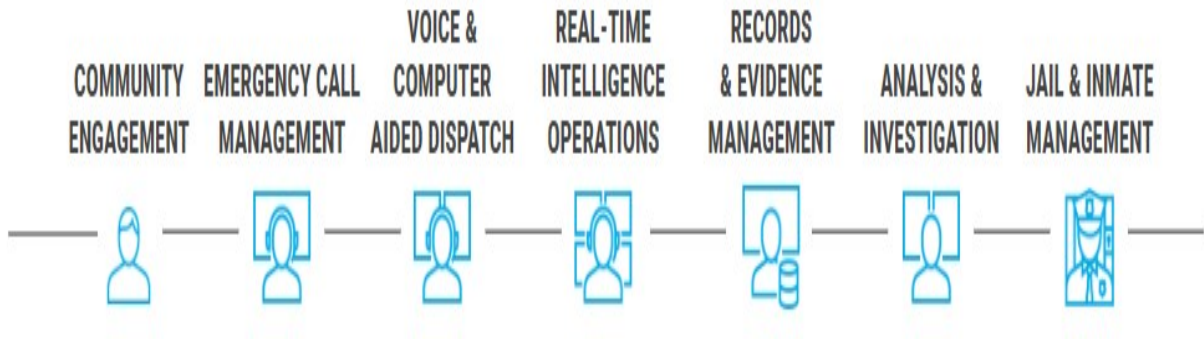 COMMUNITY
ENGAGEMENT
EMERGENCY CALL
MANAGEMENT
VOICE &
COMPUTER
AIDED DISPATCH
REAL-TIME
INTELLIGENCE
OPERATIONS
RECORDS
& EVIDENCE
MANAGEMENT
ANALYSIS &
INVESTIGATION
JAIL & INMATE
MANAGEMENT